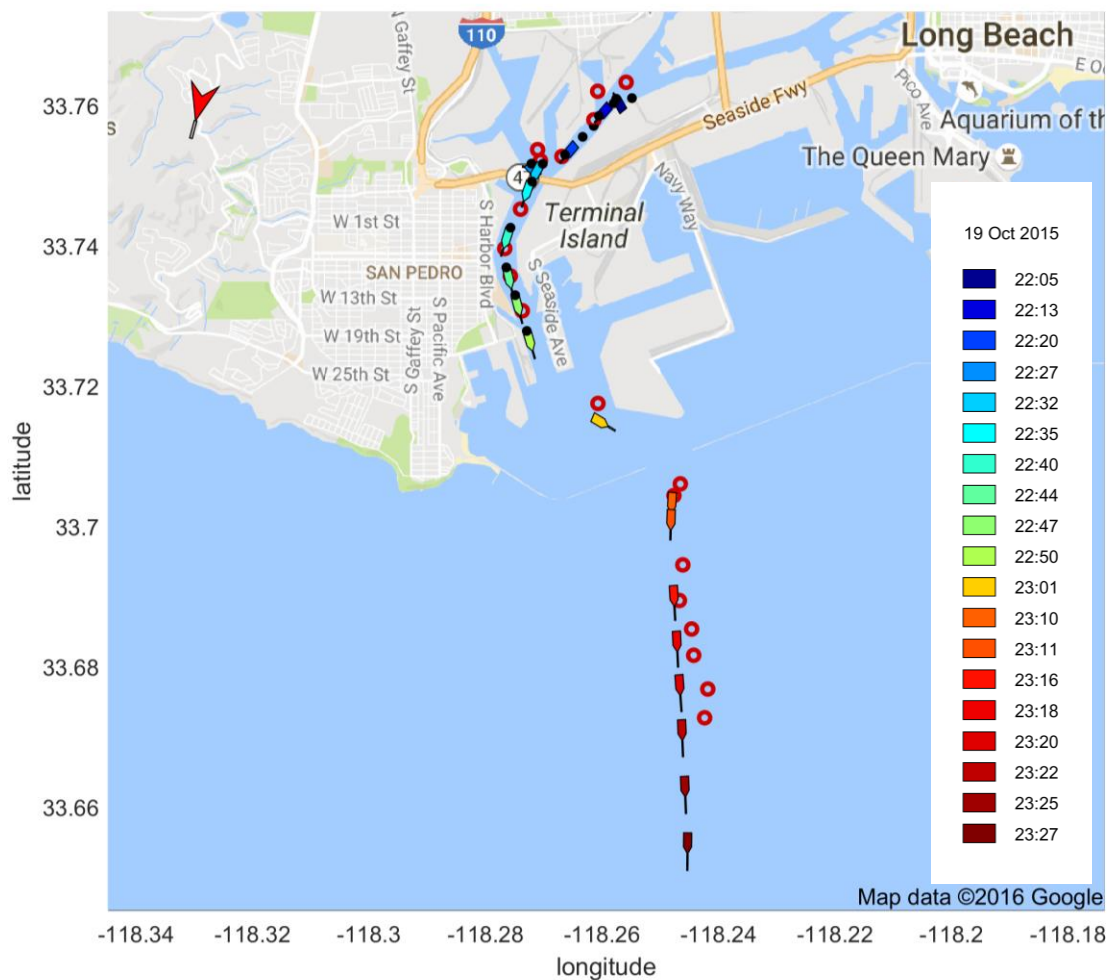 N Gaffey St
110
Long Beach
E O
Pico Ave
33.76
s
Seaside Fwy
Aquarium of th
The Queen Mary
4
Navy Way
W 1st St
S Harbor Blvd
Terminal
Island
33.74
SAN PEDRO
W 13th St
S Seaside Ave
W 19th St
S Gaffey St
S Pacific Ave
W 25th St
33.72
latitude
33.7
33.68
33.66
19 Oct 2015
22:05
22:13
22:20
22:27
22:32
22:35
22:40
22:44
22:47
22:50
23:01
23:10
23:11
23:16
23:18
23:20
23:22
23:25
23:27
Map data ©2016 Google
-118.34 -118.32 -118.3 -118.28 -118.26 -118.24 -118.22 -118.2 -118.18
longitude